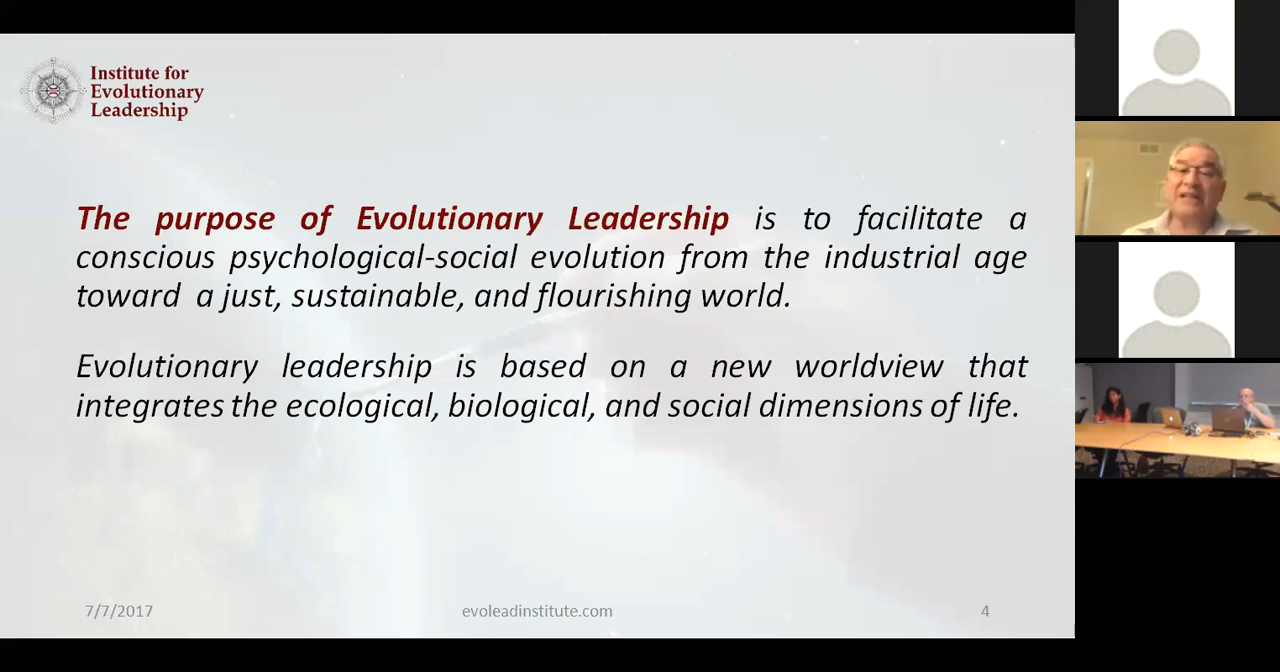 Institute for
Evolutionary
Leadership
The purpose of Evolutionary Leadership is to facilitate a
conscious psychological-social evolution from the industrial age
toward a just, sustainable, and flourishing world.
Evolutionary leadership is based on a new worldview that
integrates the ecological, biological, and social dimensions of life.
7/7/2017
evoleadinstitute.com
4